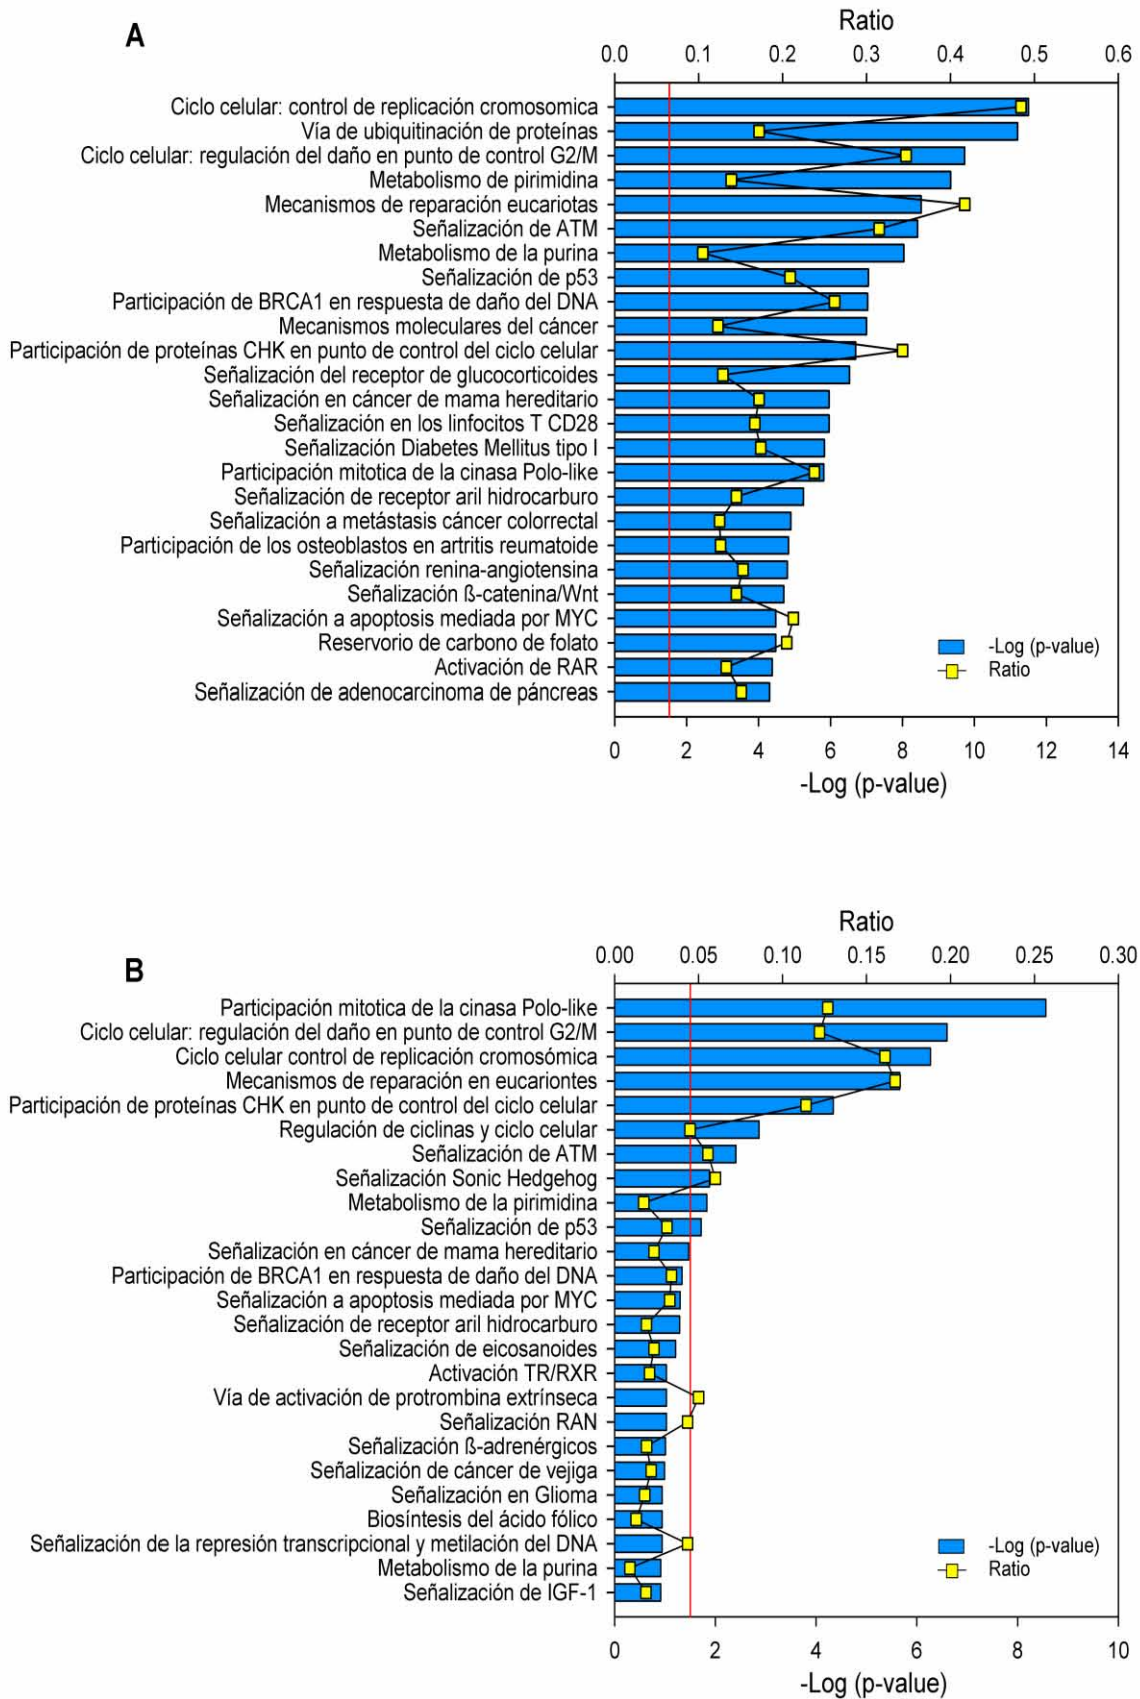 A
Ratio
0.0 0.1 0.2 0.3 0.4 0.5 0.6
Ciclo celular: control de replicación cromosomica
Vía de ubiquitinación de proteínas
Ciclo celular: regulación del daño en punto de control G2/M
Metabolismo de pirimidina
Mecanismos de reparación eucariotas
Señalización de ATM
Metabolismo de la purina
Señalización de p53
Participación de BRCA1 en respuesta de daño del DNA
Mecanismos moleculares del cáncer
Participación de proteínas CHK en punto de control del ciclo celular
Señalización del receptor de glucocorticoides
Señalización en cáncer de mama hereditario
Señalización en los linfocitos T CD28
Señalización Diabetes Mellitus tipo I
Participación mitotica de la cinasa Polo-like
Señalización de receptor aril hidrocarburo
Señalización a metástasis cáncer colorrectal
Participación de los osteoblastos en artritis reumatoide
Señalización renina-angiotensina
Señalización ß-catenina/Wnt
Señalización a apoptosis mediada por MYC
Reservorio de carbono de folato
Activación de RAR
Señalización de adenocarcinoma de páncreas
-Log (p-value)
Ratio
0 2 4 6 8 10 12 14
-Log (p-value)
B
Ratio
0.00 0.05 0.10 0.15 0.20 0.25 0.30
Participación mitotica de la cinasa Polo-like
Ciclo celular: regulación del daño en punto de control G2/M
Ciclo celular control de replicación cromosómica
Mecanismos de reparación en eucariontes
Participación de proteínas CHK en punto de control del ciclo celular
Regulación de ciclinas y ciclo celular
Señalización de ATM
Señalización Sonic Hedgehog
Metabolismo de la pirimidina
Señalización de p53
Señalización en cáncer de mama hereditario
Participación de BRCA1 en respuesta de daño del DNA
Señalización a apoptosis mediada por MYC
Señalización de receptor aril hidrocarburo
Señalización de eicosanoides
Activación TR/RXR
Vía de activación de protrombina extrínseca
Señalización RAN
Señalización ß-adrenérgicos
Señalización de cáncer de vejiga
Señalización en Glioma
Biosíntesis del ácido fólico
Señalización de la represión transcripcional y metilación del DNA
Metabolismo de la purina
Señalización de IGF-1
-Log (p-value)
Ratio
0 2 4 6 8 10
-Log (p-value)